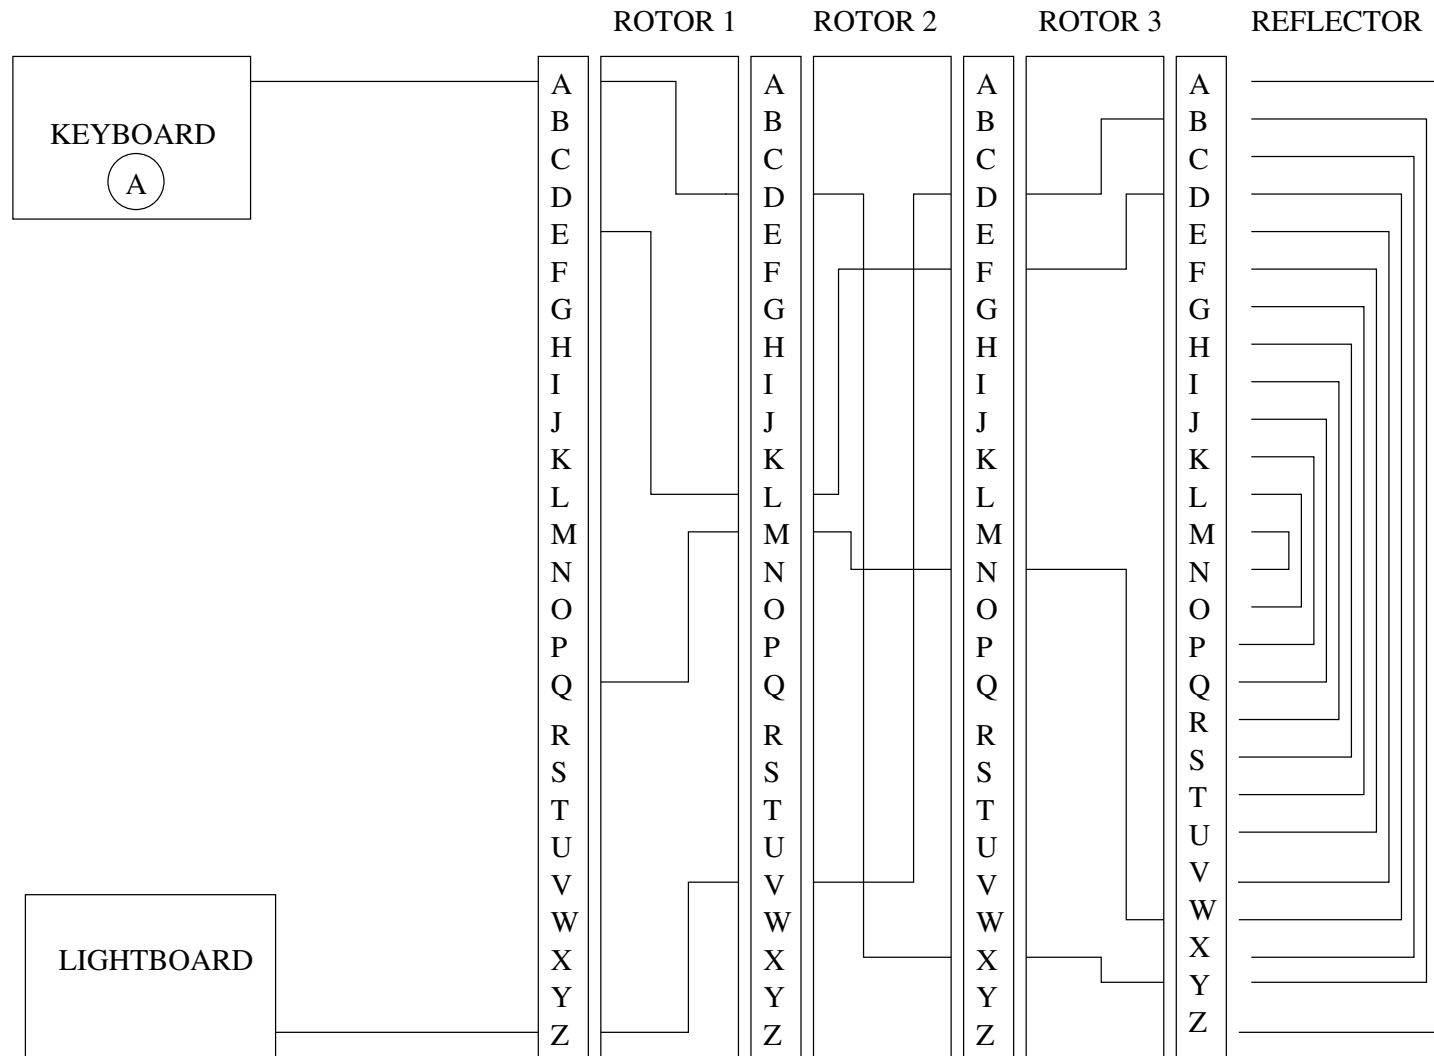 ROTOR 1 ROTOR 2 ROTOR 3 REFLECTOR
A A A A
B B B B
KEYBOARD
C C C C
A
D D D D
E E E E
F F F F
G G G G
H H H H
I I I I
J J J J
K K K K
L L L L
M M M M
N N N N
O O O O
P P P P
Q Q Q Q
R R R R
S S S S
T T T T
U U U U
V V V V
W W W W
X X X X
LIGHTBOARD
Y Y Y Y
Z Z Z Z